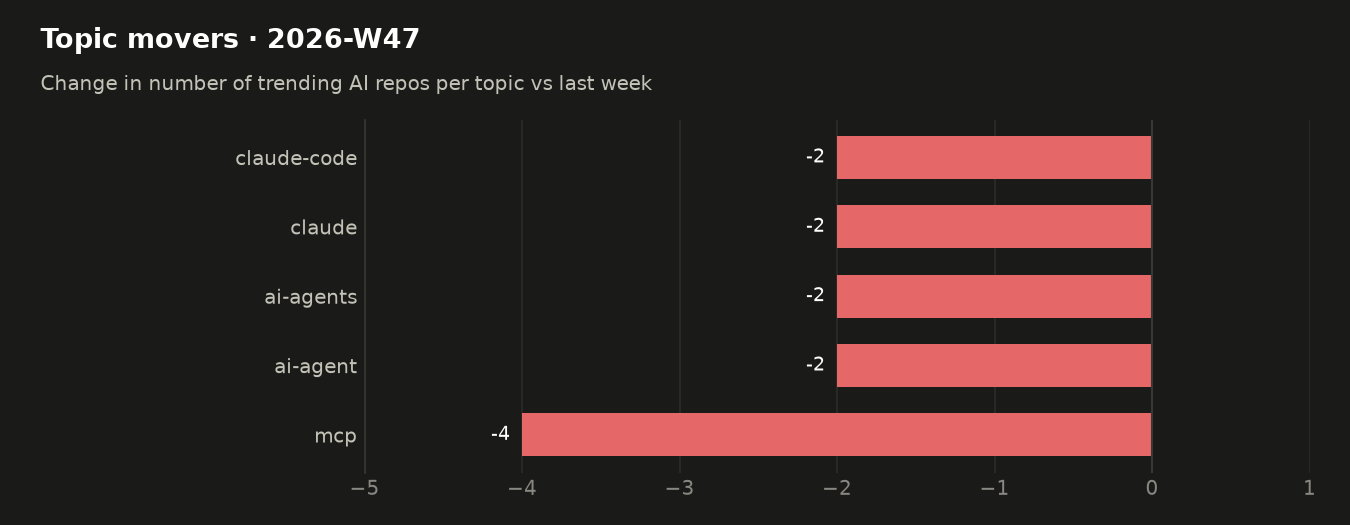 Topic movers · 2026-W47
Change in number of trending AI repos per topic vs last week
claude-code -2
claude -2
ai-agents -2
ai-agent -2
mcp -4
−5 −4 −3 −2 −1 0 1